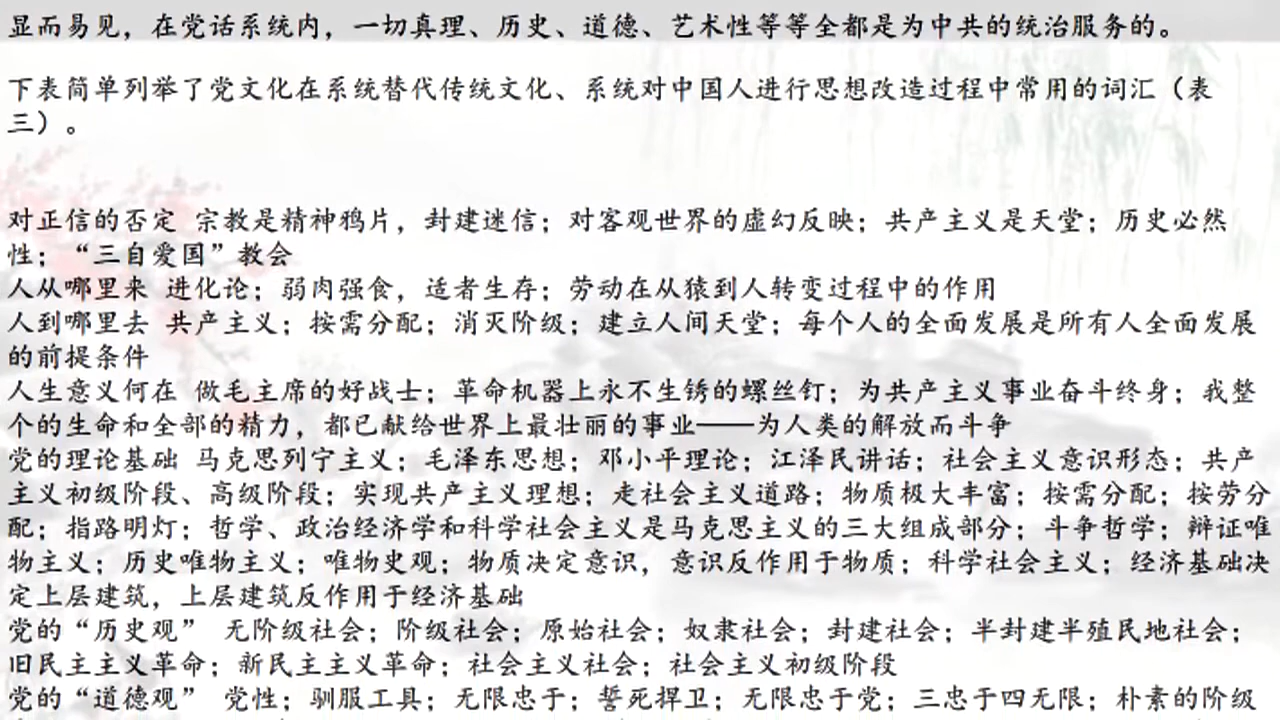 显而易见，在党话系统内，一切真理、历史、道德、艺术性等等全都是为中共的统治服务的。
下表简单列举了党文化在系统替代传统文化、系统对中国人进行思想改造过程中常用的词汇（表
三）。
对正信的否定 宗教是精神鸦片，封建迷信；对客观世界的虚幻反映；共产主义是天堂；历史必然
性；“三自爱国”教会
人从哪里来 进化论；弱肉强食，适者生存；劳动在从猿到人转变过程中的作用
人到哪里去 共产主义；按需分配；消灭阶级；建立人间天堂；每个人的全面发展是所有人全面发展
的前提条件
人生意义何在 做毛主席的好战士；革命机器上永不生锈的螺丝钉；为共产主义事业奋斗终身；我整
个的生命和全部的精力，都已献给世界上最壮丽的事业——为人类的解放而斗争
党的理论基础 马克思列宁主义；毛泽东思想；邓小平理论；江泽民讲话；社会主义意识形态；共产
主义初级阶段、高级阶段；实现共产主义理想；走社会主义道路；物质极大丰富；按需分配；按劳分
配；指路明灯；哲学、政治经济学和科学社会主义是马克思主义的三大组成部分；斗争哲学；辩证唯
物主义；历史唯物主义；唯物史观；物质决定意识，意识反作用于物质；科学社会主义；经济基础决
定上层建筑，上层建筑反作用于经济基础
党的“历史观” 无阶级社会；阶级社会；原始社会；奴隶社会；封建社会；半封建半殖民地社会；
旧民主主义革命；新民主主义革命；社会主义社会；社会主义初级阶段
党的“道德观” 党性；驯服工具；无限忠于；誓死捍卫；无限忠于党；三忠于四无限；朴素的阶级